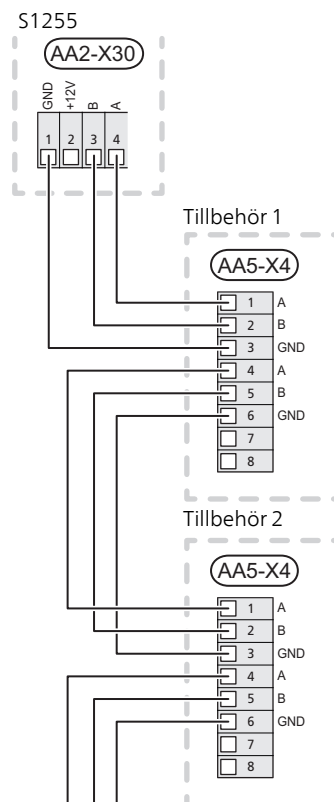 S1255
AA2-X30
GND +12V B A
1 2 3 4
Tillbehör 1
AA5-X4
1 A
2 B
3 GND
4 A
5 B
6 GND
7
8
Tillbehör 2
AA5-X4
1 A
2 B
3 GND
4 A
5 B
6 GND
7
8